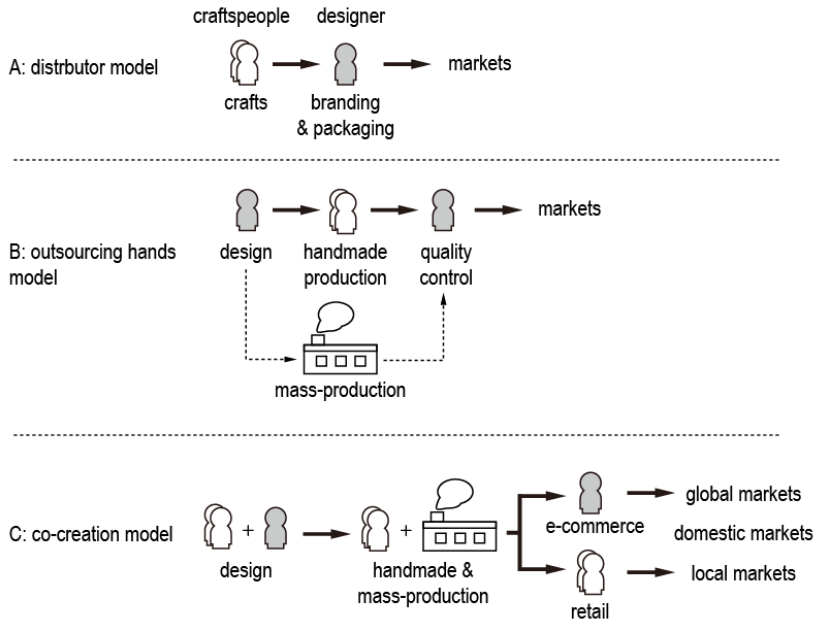 craftspeople designer
A: distrbutor model
markets
crafts branding
& packaging
markets
B: outsourcing hands
model
design handmade
production quality
control
mass-production
C: co-creation model
+
+
design
handmade &
mass-production
e-commerce
retail
global markets
domestic markets
local markets